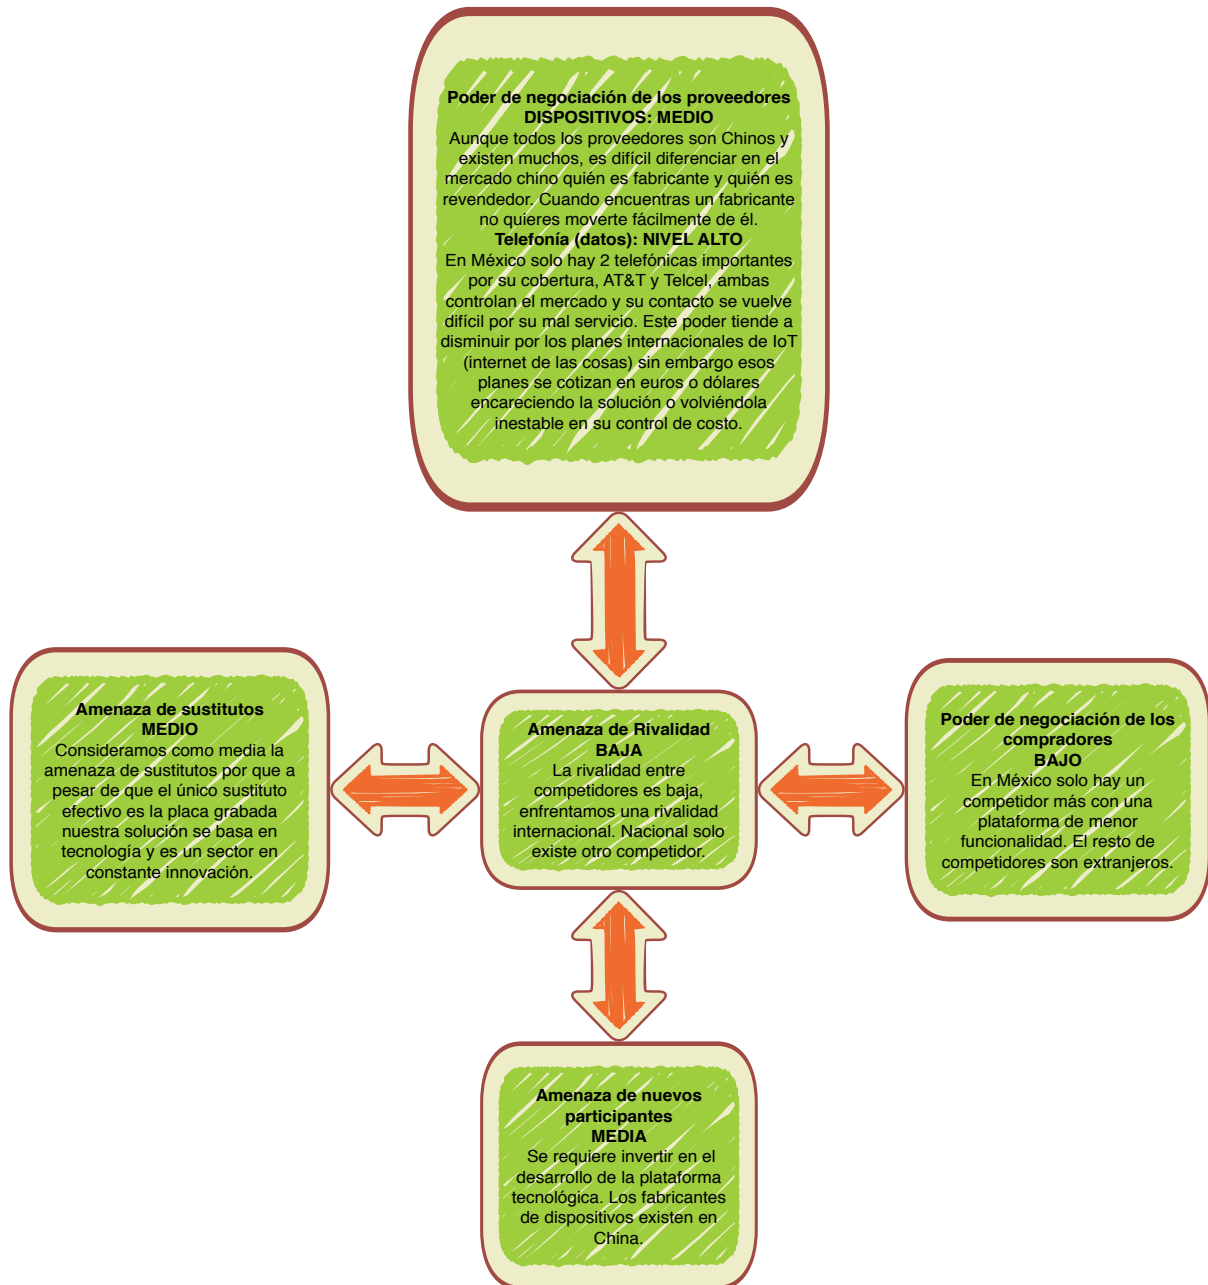 Poder de negociación de los proveedores
DISPOSITIVOS: MEDIO
Aunque todos los proveedores son Chinos y
existen muchos, es difícil diferenciar en el
mercado chino quién es fabricante y quién es
revendedor. Cuando encuentras un fabricante
no quieres moverte fácilmente de él.
Telefonía (datos): NIVEL ALTO
En México solo hay 2 telefónicas importantes
por su cobertura, AT&T y Telcel, ambas
controlan el mercado y su contacto se vuelve
difícil por su mal servicio. Este poder tiende a
disminuir por los planes internacionales de IoT
(internet de las cosas) sin embargo esos
planes se cotizan en euros o dólares
encareciendo la solución o volviéndola
inestable en su control de costo.
Amenaza de sustitutos
MEDIO
Consideramos como media la
amenaza de sustitutos por que a
pesar de que el único sustituto
efectivo es la placa grabada
nuestra solución se basa en
tecnología y es un sector en
constante innovación.
Amenaza de Rivalidad
BAJA
La rivalidad entre
competidores es baja,
enfrentamos una rivalidad
internacional. Nacional solo
existe otro competidor.
Poder de negociación de los
compradores
BAJO
En México solo hay un
competidor más con una
plataforma de menor
funcionalidad. El resto de
competidores son extranjeros.
Amenaza de nuevos
participantes
MEDIA
Se requiere invertir en el
desarrollo de la plataforma
tecnológica. Los fabricantes
de dispositivos existen en
China.